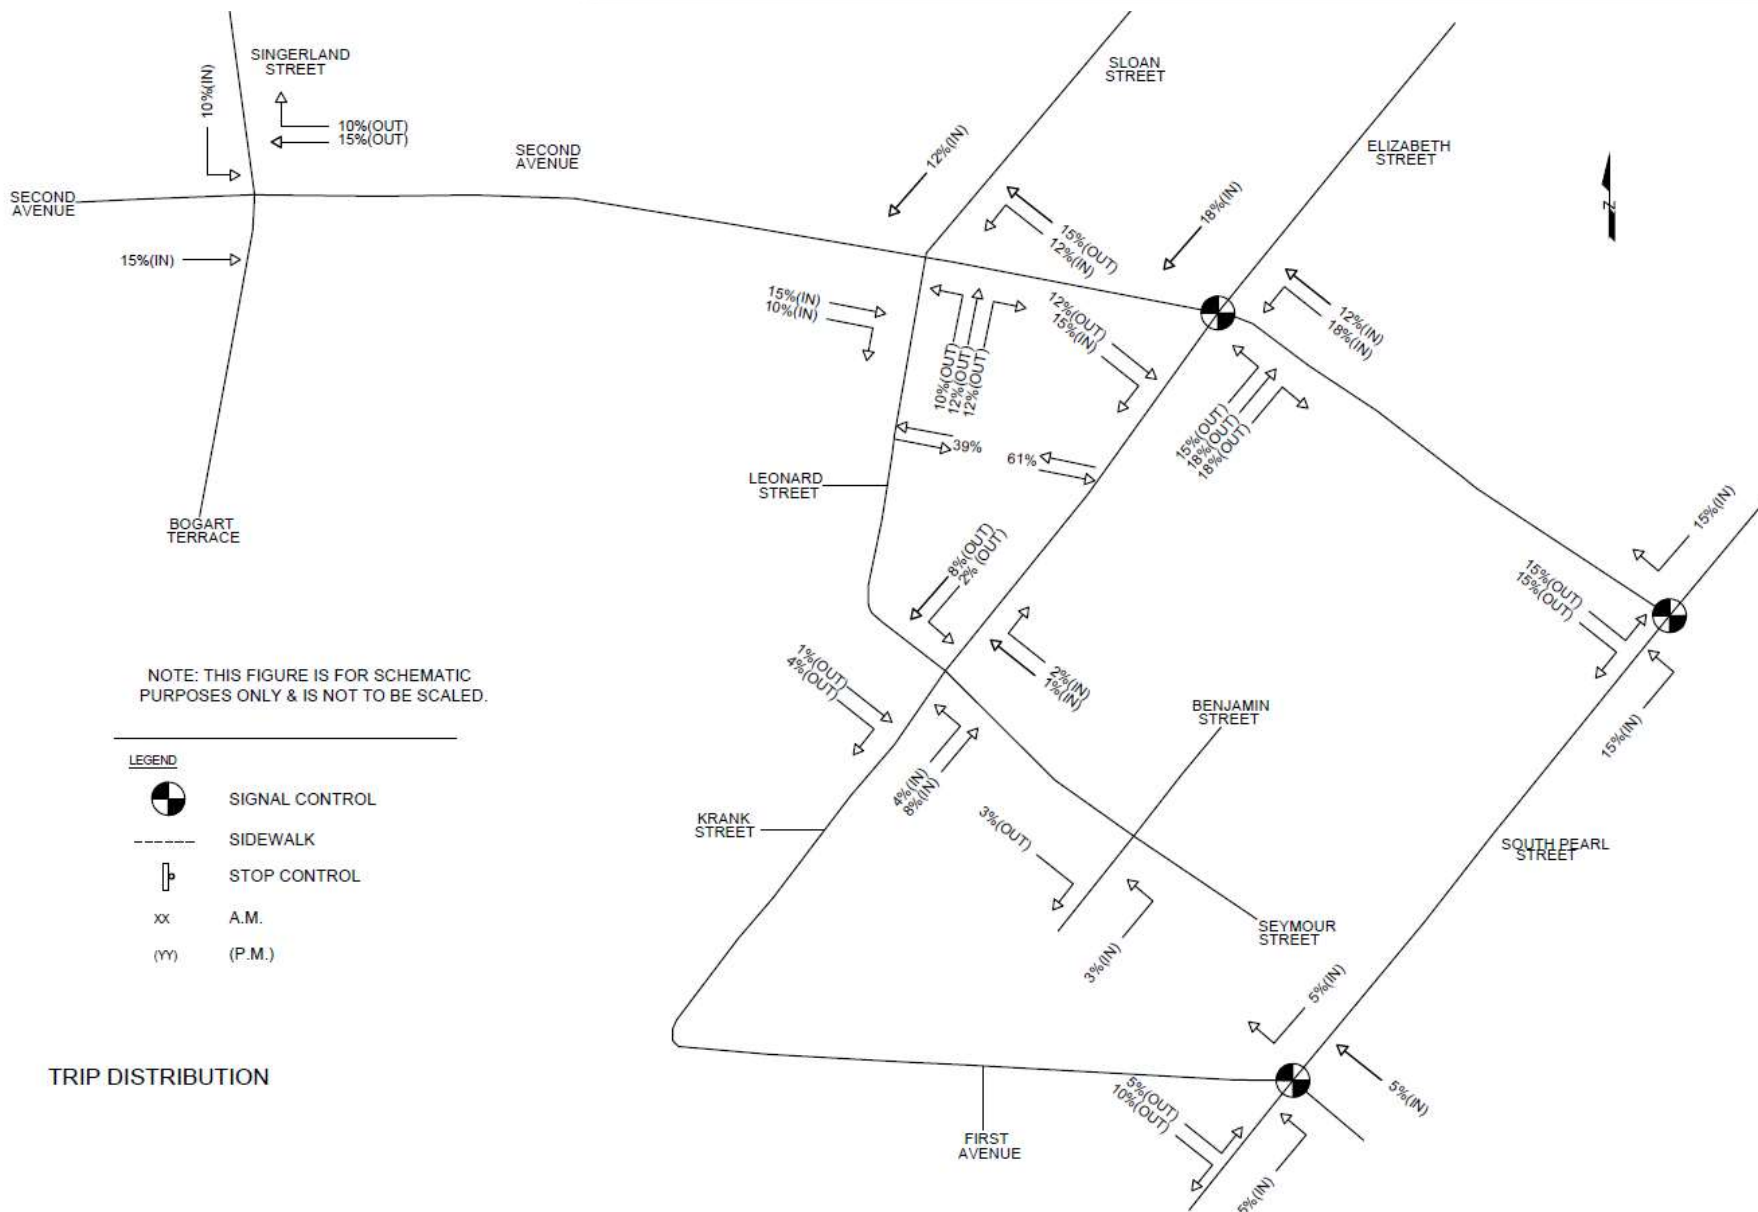 SINGERLAND
STREET
10%(IN)
10%(OUT)
15%(OUT)
SECOND
AVENUE
SECOND
AVENUE
15%(IN)
SLOAN
STREET
ELIZABETH
STREET
12%(IN)
18%(IN)
15%(OUT)
12%(IN)
N
15%(IN)
10%(IN)
12%(OUT)
15%(IN)
12%(IN)
18%(IN)
10%(OUT)
12%(OUT)
12%(OUT)
15%(OUT)
18%(OUT)
18%(OUT)
39%
61%
LEONARD
STREET
BOGART
TERRACE
8%(OUT)
2% (OUT)
15%(IN)
15%(OUT)
15%(OUT)
1%(OUT)
4%(OUT)
2%(IN)
1%(IN)
15%(IN)
NOTE: THIS FIGURE IS FOR SCHEMATIC
PURPOSES ONLY & IS NOT TO BE SCALED.
BENJAMIN
STREET
LEGEND
SIGNAL CONTROL
SIDEWALK
STOP CONTROL
XX A.M.
(YY) (P.M.)
4%(IN)
8%(IN)
KRANK
STREET
3%(OUT)
SOUTH PEARL
STREET
3%(IN)
SEYMOUR
STREET
5%(IN)
TRIP DISTRIBUTION
5%(OUT)
10%(OUT)
5%(IN)
FIRST
AVENUE
5%(IN)